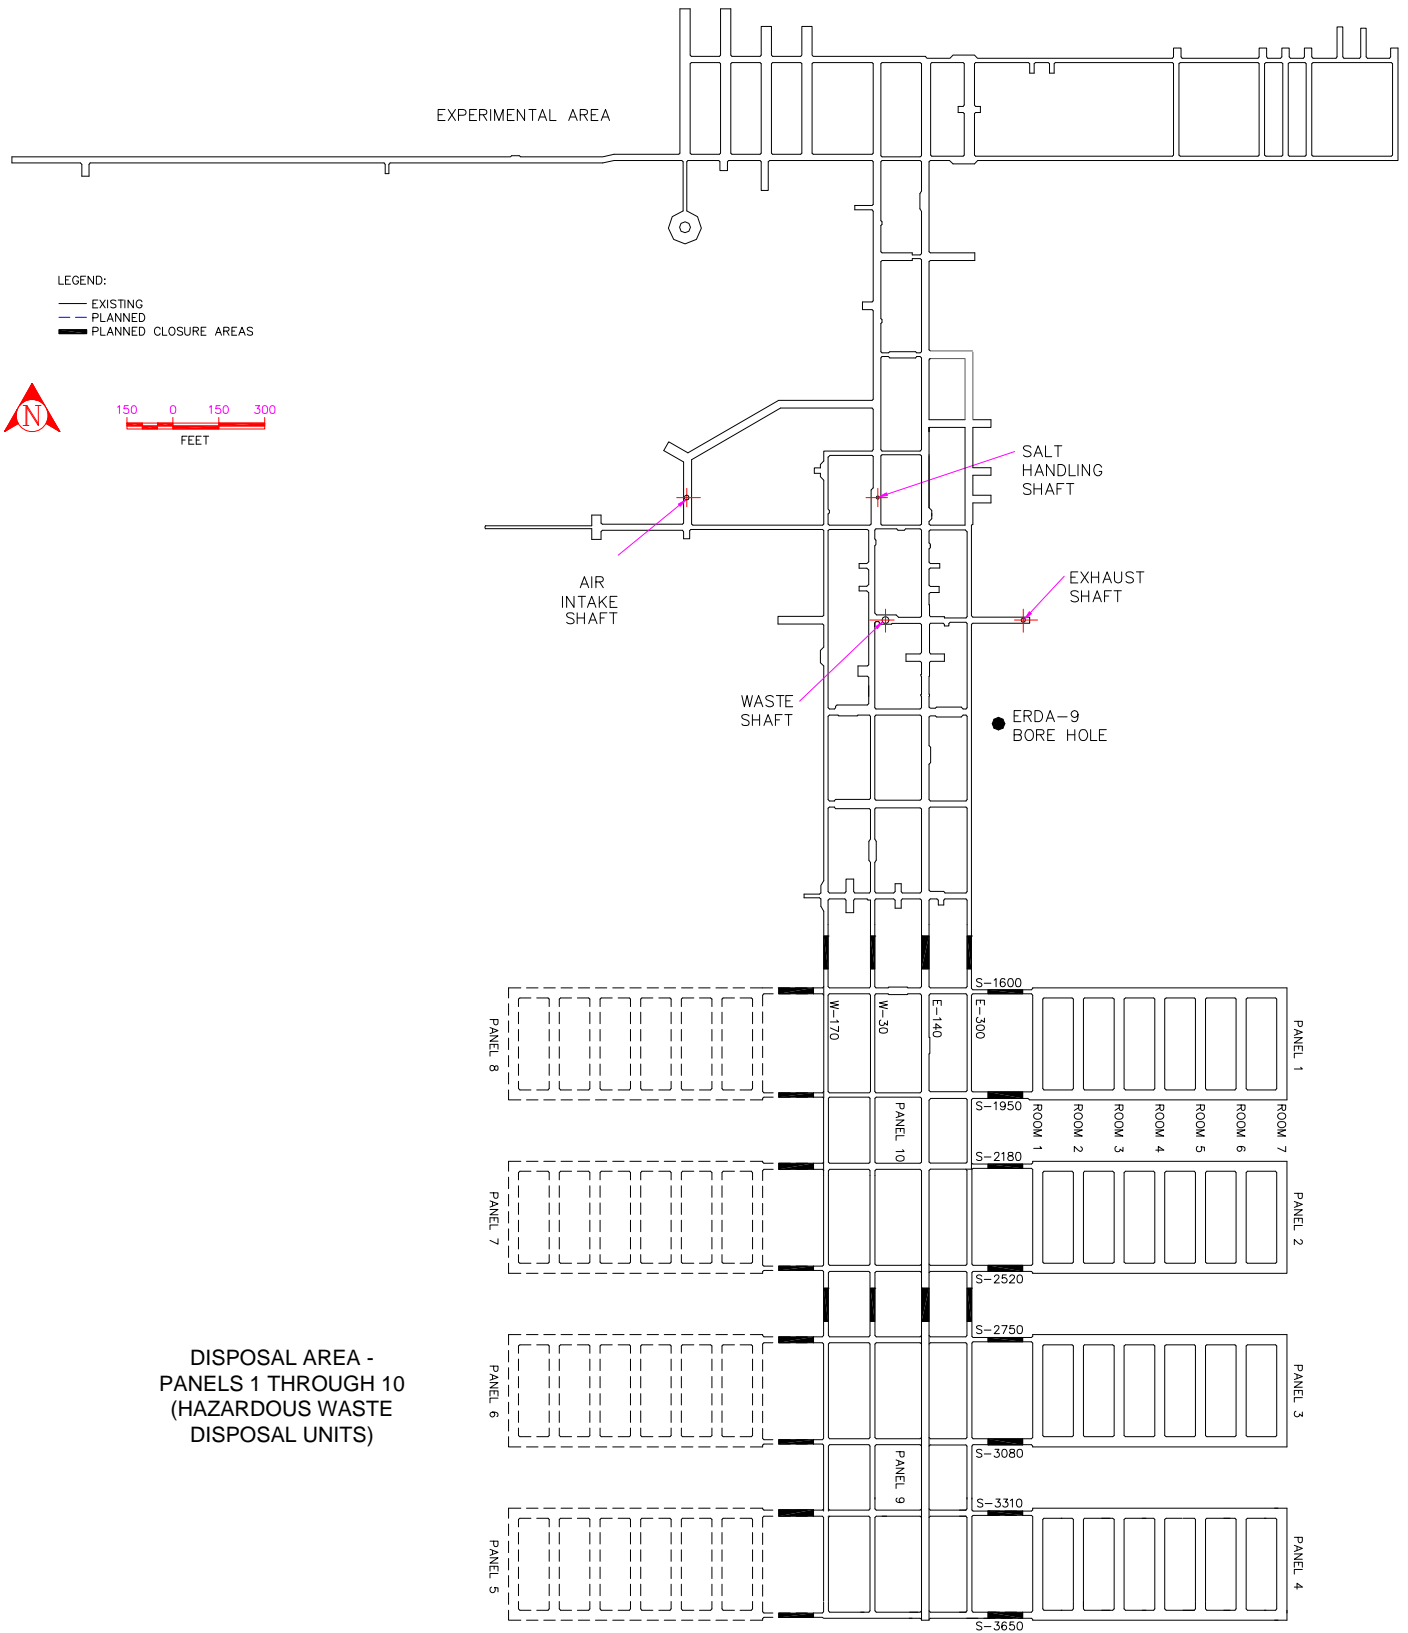 EXPERIMENTAL AREA
LEGEND:
EXISTING
PLANNED
PLANNED CLOSURE AREAS
N
150 0 150 300
FEET
SALT
HANDLING
SHAFT
AIR
INTAKE
SHAFT
EXHAUST
SHAFT
WASTE
SHAFT
ERDA-9
BORE HOLE
S-1600
W-170
W-30
E-140
E-300
PANEL 8
PANEL 1
S-1950
PANEL 10
ROOM 1
ROOM 2
ROOM 3
ROOM 4
ROOM 5
ROOM 6
ROOM 7
S-2180
PANEL 7
PANEL 2
S-2520
S-2750
DISPOSAL AREA -
PANELS 1 THROUGH 10
(HAZARDOUS WASTE
DISPOSAL UNITS)
PANEL 6
PANEL 3
S-3080
PANEL 9
S-3310
PANEL 5
PANEL 4
S-3650